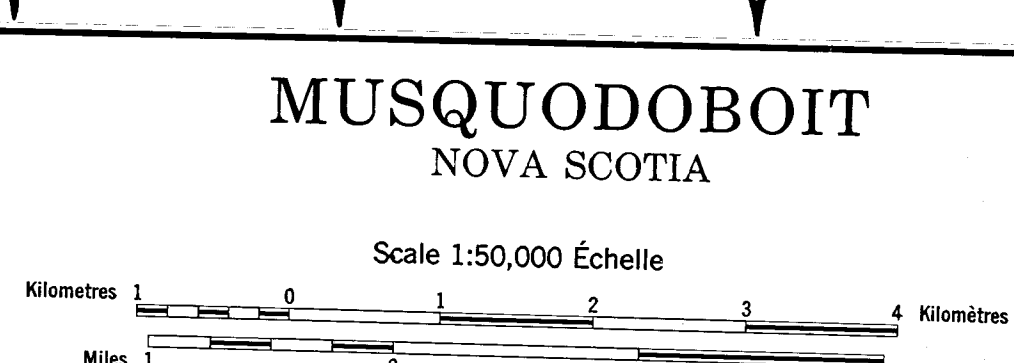 MUSQUODOBOIT
NOVA SCOTIA
Scale 1:50,000 Échelle
Kilometres 1 0 1 2 3 4 Kilomètres
Miles 1 0